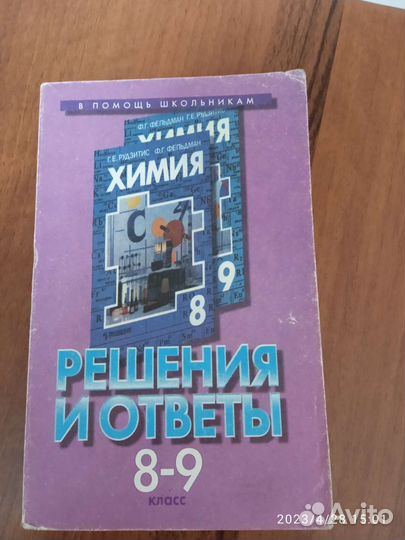 В ПОМОЩЬ ШКОЛЬНИКАМ
Ф.Г. ФЕЛЬДМАН Г.Е. РУДЗИТИС
ХИМИЯ
Г.Е. РУДЗИТИС Ф.Г. ФЕЛЬДМАН
ХИМИЯ
9
8
РЕШЕНИЯ
И ОТВЕТЫ
8-9
класс
2023/4/28 15:01
Avito